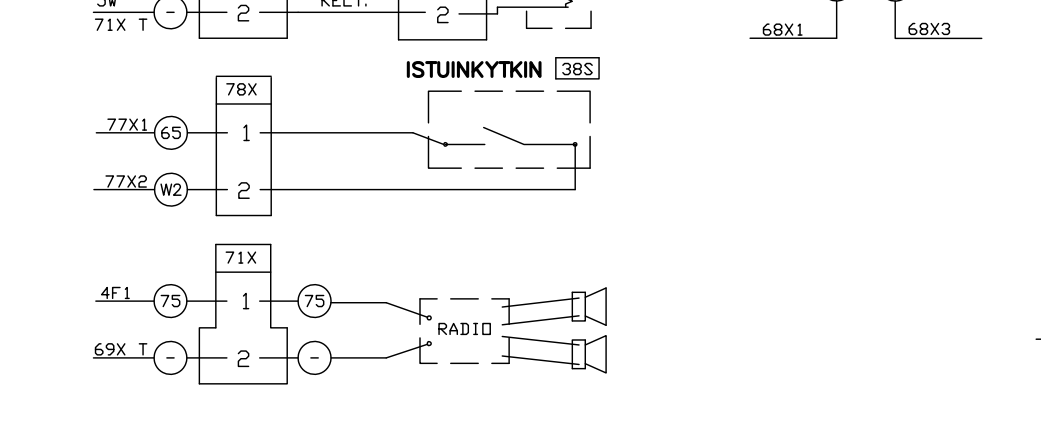 71X T
-
2
2
68X1
68X3
ISTUINKYTKIN 38S
78X
77X1 65 1
77X2 W2 2
71X
4F1 75 1 75
RADIO
69X T - 2 -